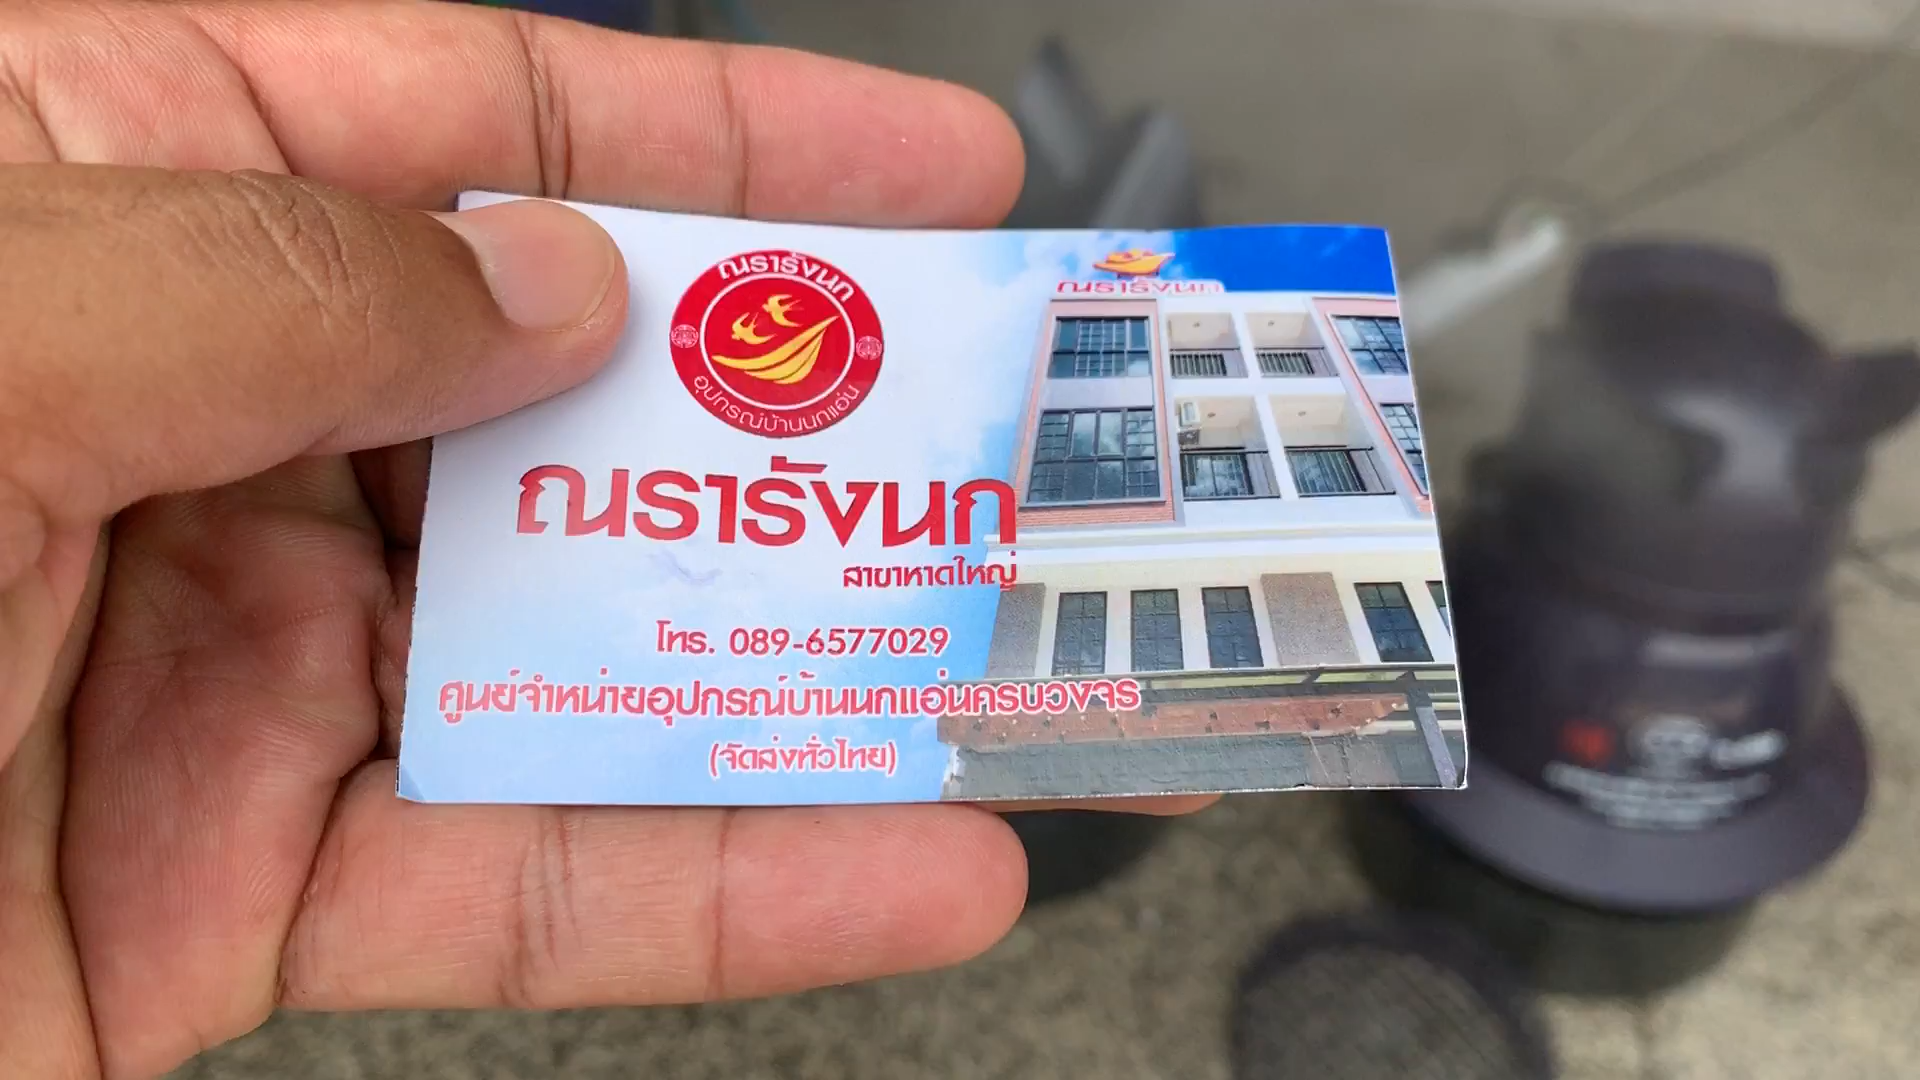 ณรารังนก
อุปกรณ์บ้านนกแอ่น
ณรารังนก
ณรารังนก
สาขาหาดใหญ่
โทร. 089-6577029
ศูนย์จำหน่ายอุปกรณ์บ้านนกแอ่นครบวงจร
(จัดส่งทั่วไทย)